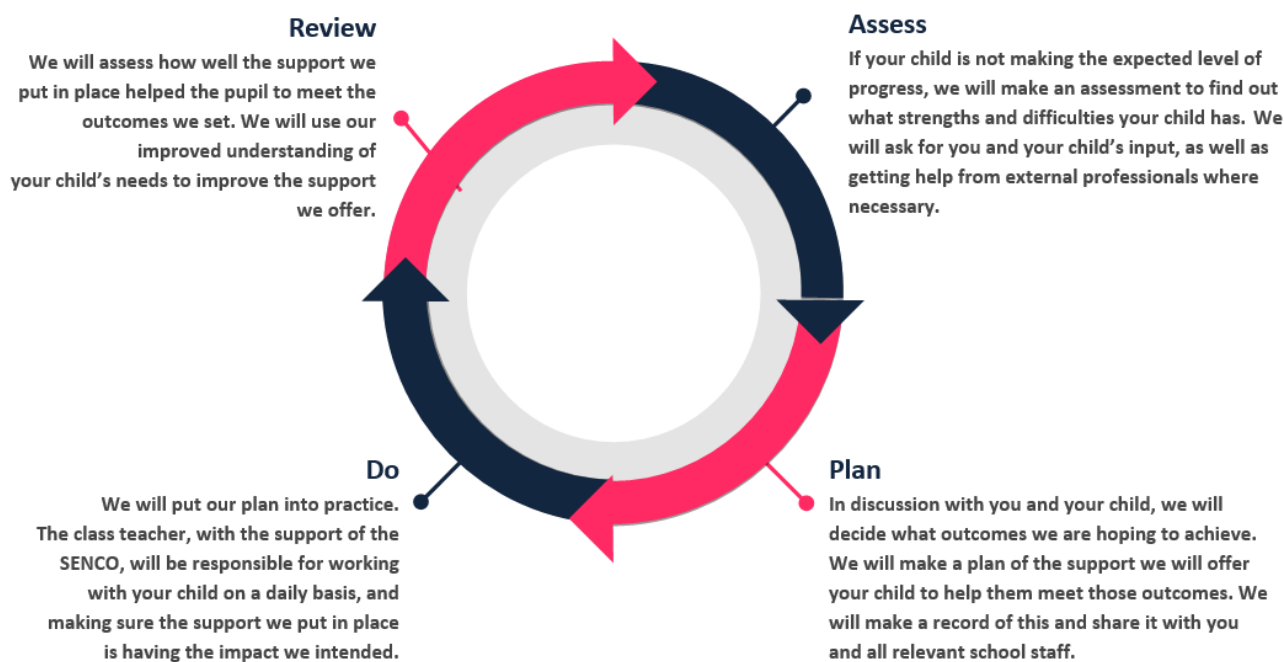 Review
We will assess how well the support we
put in place helped the pupil to meet the
outcomes we set. We will use our
improved understanding of
your child’s needs to improve the support
we offer.
Assess
If your child is not making the expected level of
progress, we will make an assessment to find out
what strengths and difficulties your child has. We
will ask for you and your child’s input, as well as
getting help from external professionals where
necessary.
Do
We will put our plan into practice.
The class teacher, with the support of the
SENCO, will be responsible for working
with your child on a daily basis, and
making sure the support we put in place
is having the impact we intended.
Plan
In discussion with you and your child, we will
decide what outcomes we are hoping to achieve.
We will make a plan of the support we will offer
your child to help them meet those outcomes. We
will make a record of this and share it with you
and all relevant school staff.